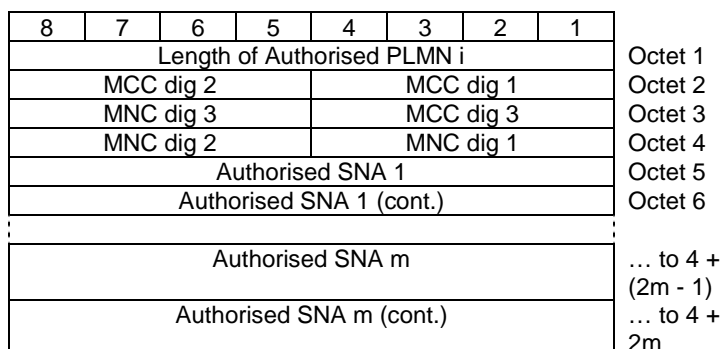 8 7 6 5 4 3 2 1
Length of Authorised PLMN i Octet 1
MCC dig 2 MCC dig 1 Octet 2
MNC dig 3 MCC dig 3 Octet 3
MNC dig 2 MNC dig 1 Octet 4
Authorised SNA 1 Octet 5
Authorised SNA 1 (cont.) Octet 6
Authorised SNA m … to 4 +
(2m - 1)
Authorised SNA m (cont.) … to 4 +
2m